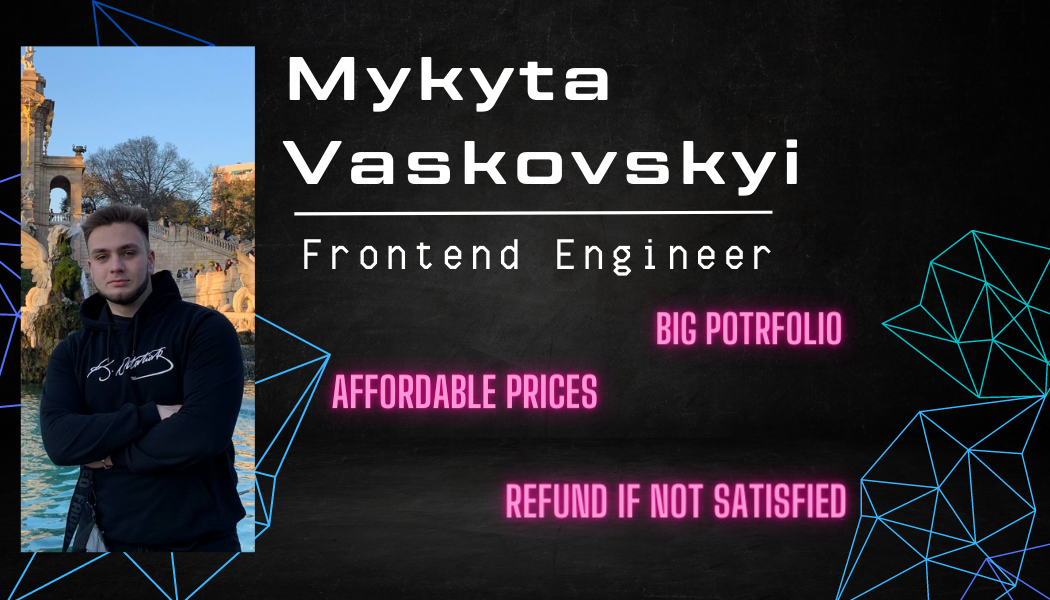 Mykyta
Vaskovskyi
Frontend Engineer
BIG POTRFOLIO
AFFORDABLE PRICES
REFUND IF NOT SATISFIED